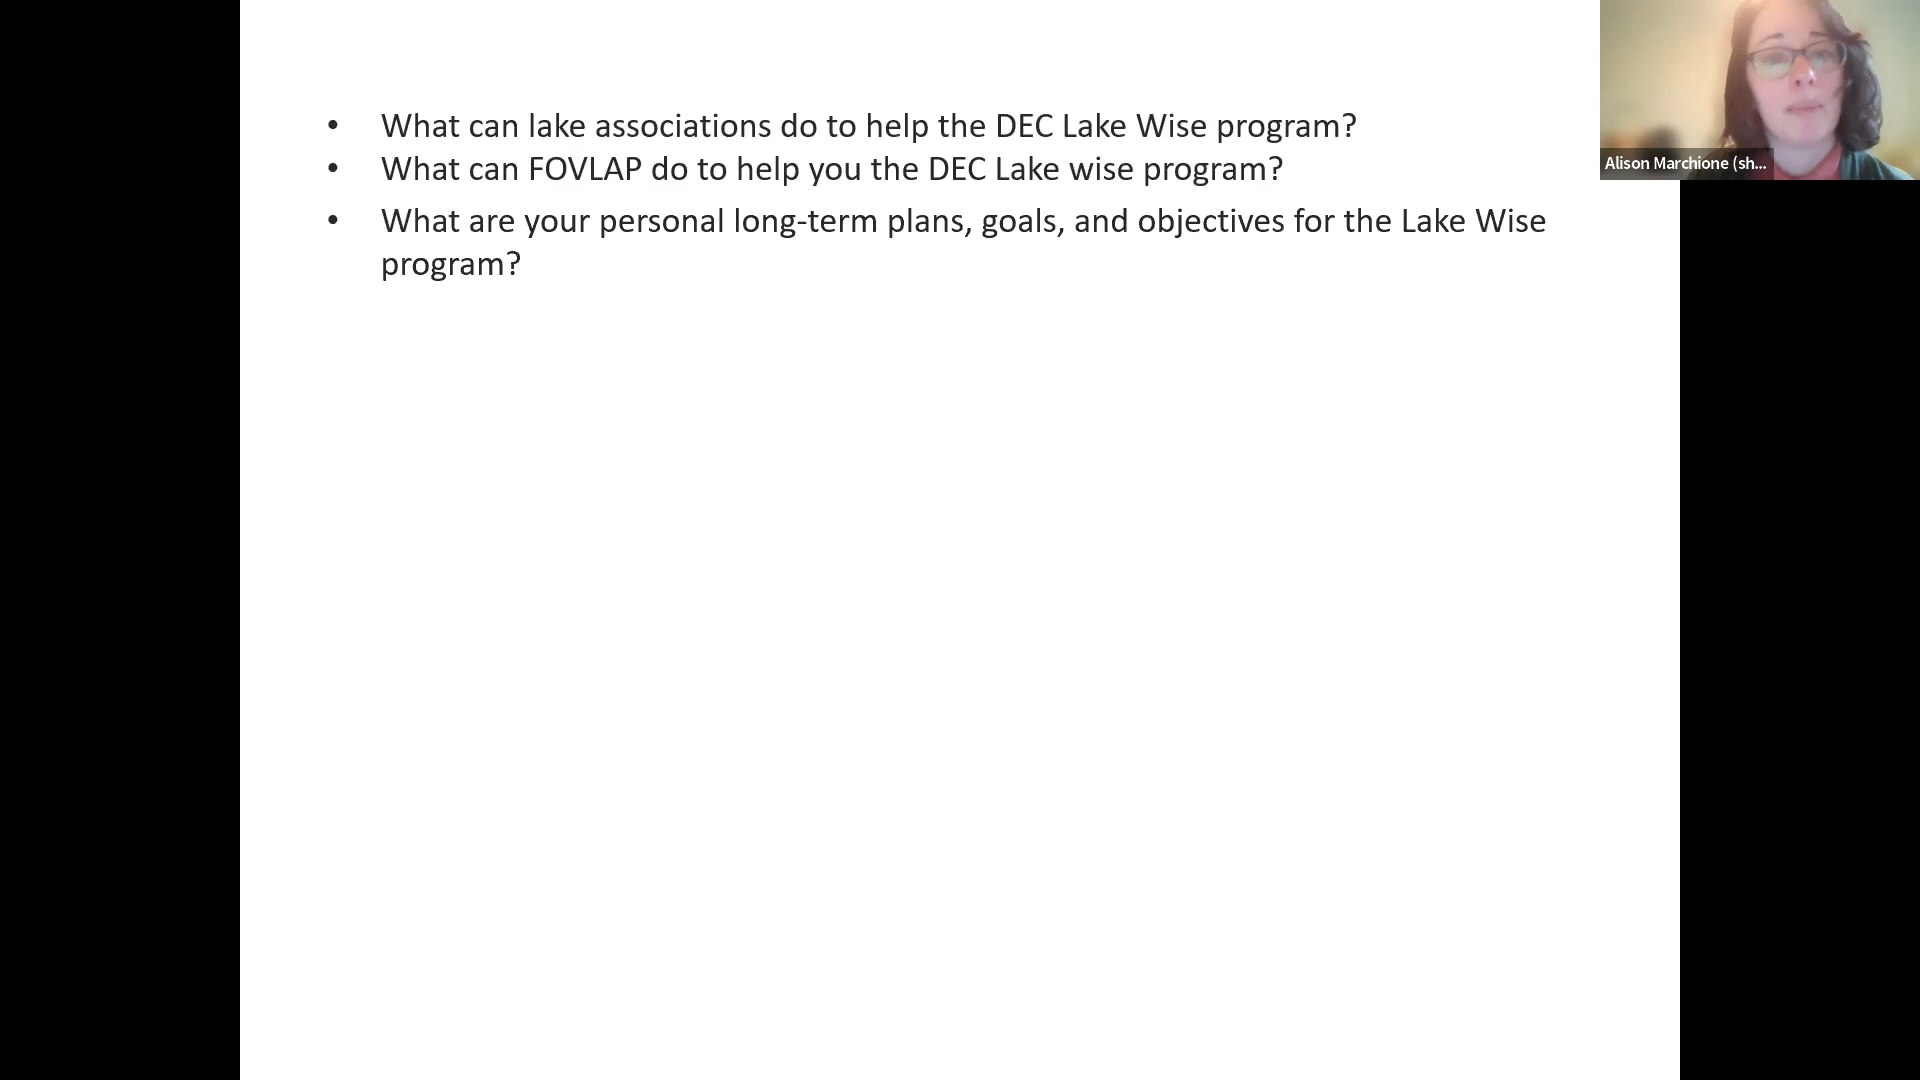 • What can lake associations do to help the DEC Lake Wise program?
• What can FOVLAP do to help you the DEC Lake wise program?
• What are your personal long-term plans, goals, and objectives for the Lake Wise
program?
Alison Marchione (sh...